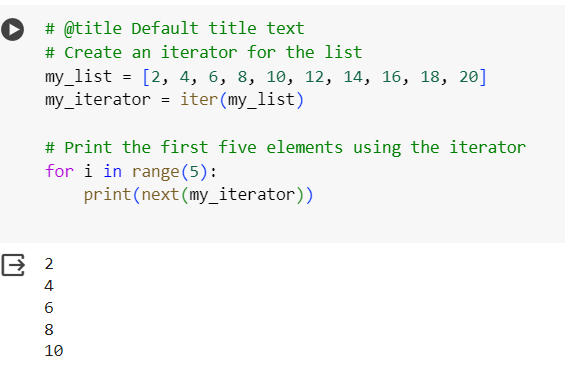 # @title Default title text
# Create an iterator for the list
my_list = [2, 4, 6, 8, 10, 12, 14, 16, 18, 20]
my_iterator = iter(my_list)
# Print the first five elements using the iterator
for i in range(5):
    print(next(my_iterator))
2
4
6
8
10